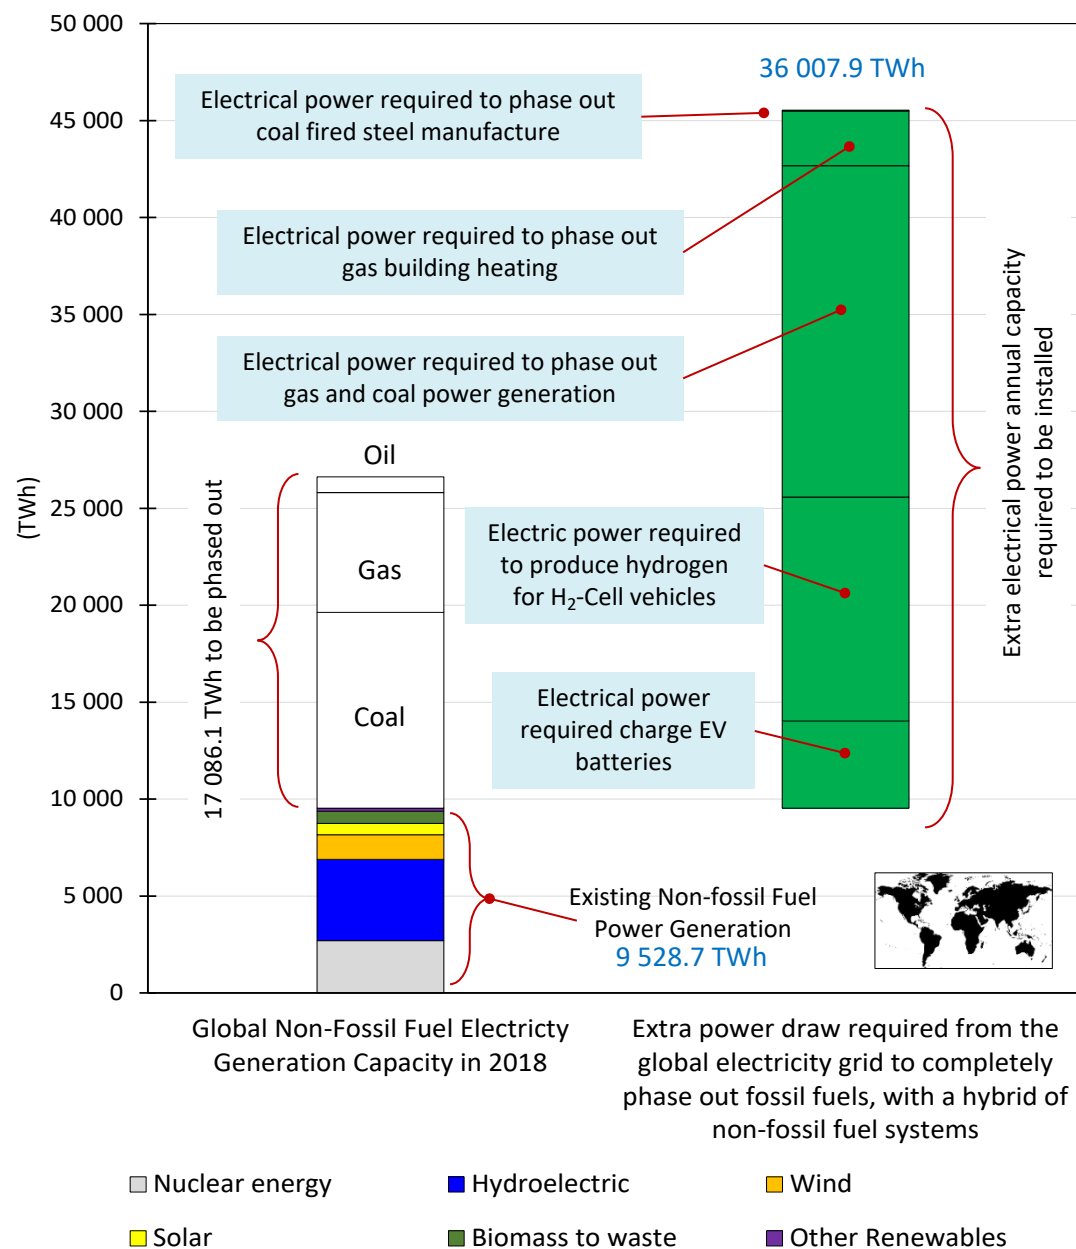 50 000
45 000
40 000
35 000
30 000
25 000
20 000
15 000
10 000
5 000
0
(TWh)
36 007.9 TWh
Electrical power required to phase out
coal fired steel manufacture
Electrical power required to phase out
gas building heating
Electrical power required to phase out
gas and coal power generation
Electric power required
to produce hydrogen
for H₂-Cell vehicles
Electrical power
required charge EV
batteries
Extra electrical power annual capacity
required to be installed
17 086.1 TWh to be phased out
Oil
Gas
Coal
Existing Non-fossil Fuel
Power Generation
9 528.7 TWh
Global Non-Fossil Fuel Electricty
Generation Capacity in 2018
Extra power draw required from the
global electricity grid to completely
phase out fossil fuels, with a hybrid of
non-fossil fuel systems
Nuclear energy
Hydroelectric
Wind
Solar
Biomass to waste
Other Renewables